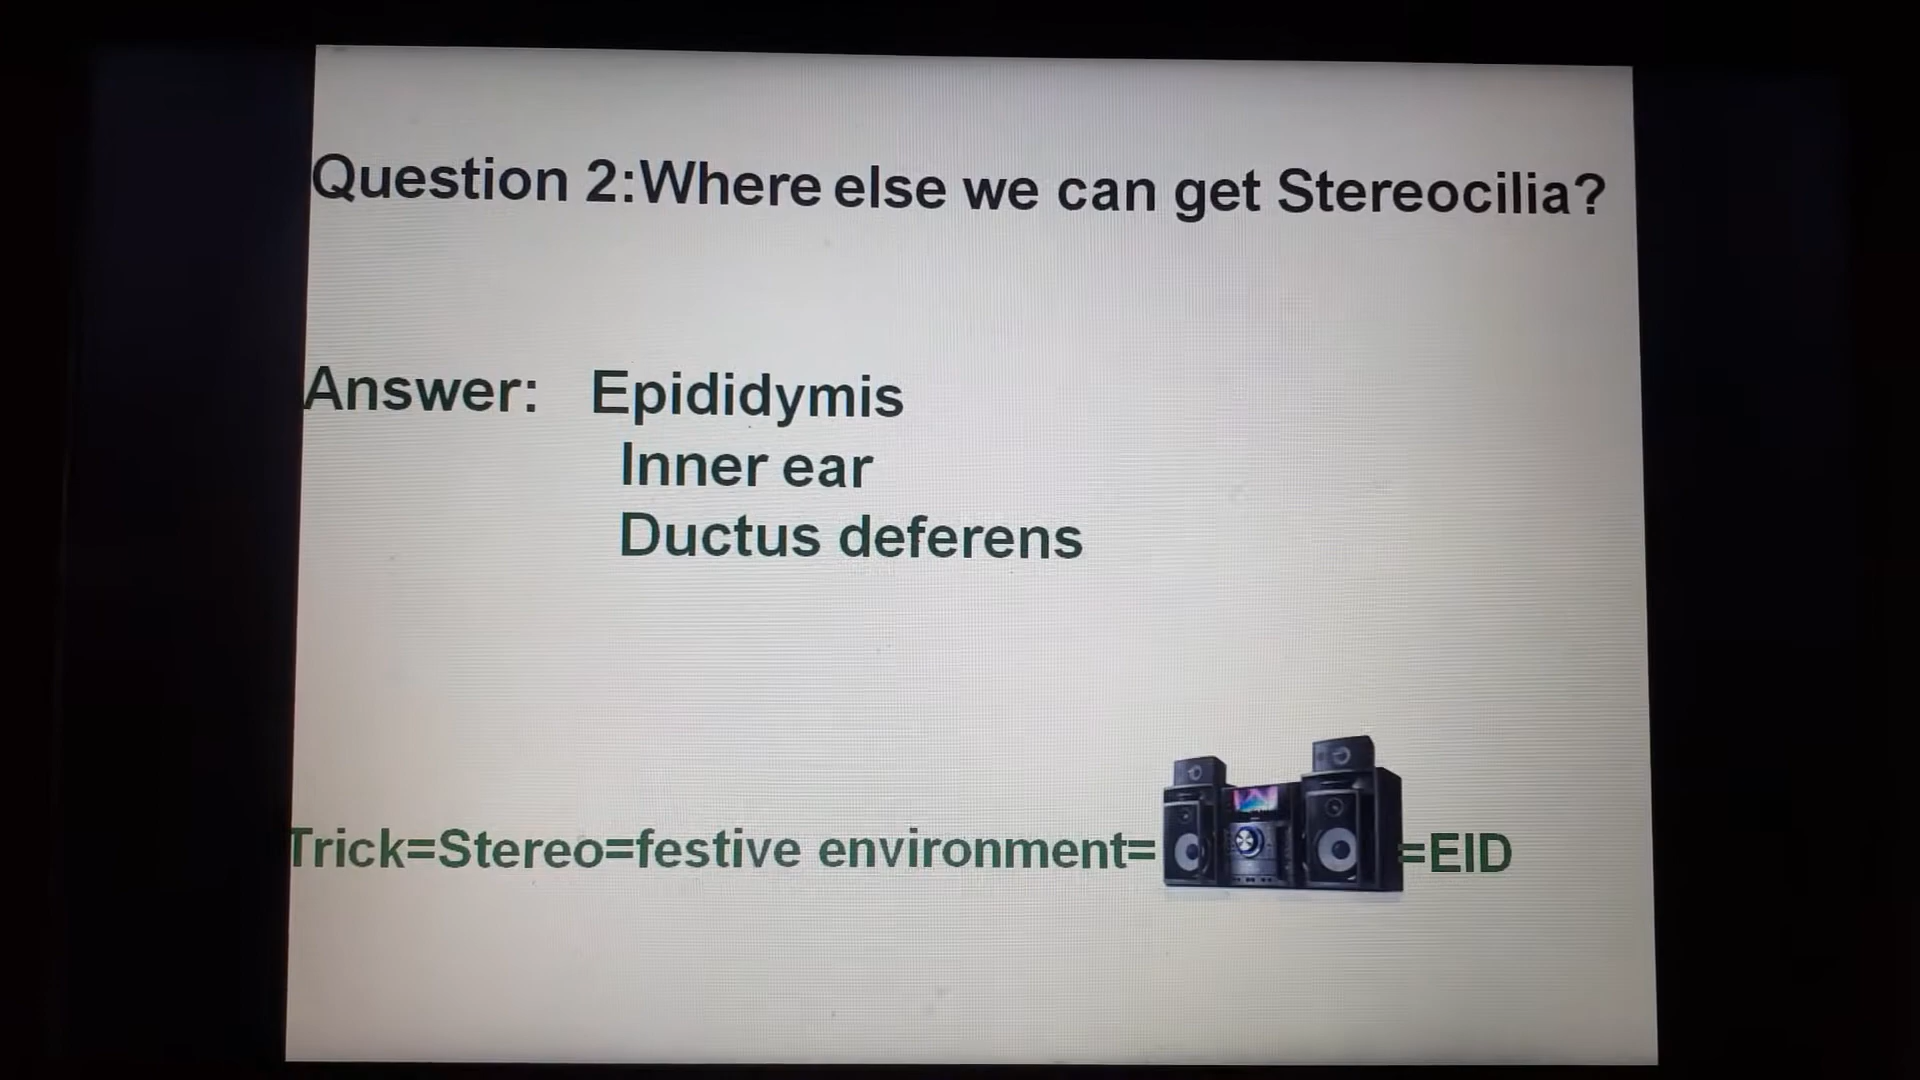 Question 2:Where else we can get Stereocilia?
Answer: Epididymis
Inner ear
Ductus deferens
Trick=Stereo=festive environment= =EID